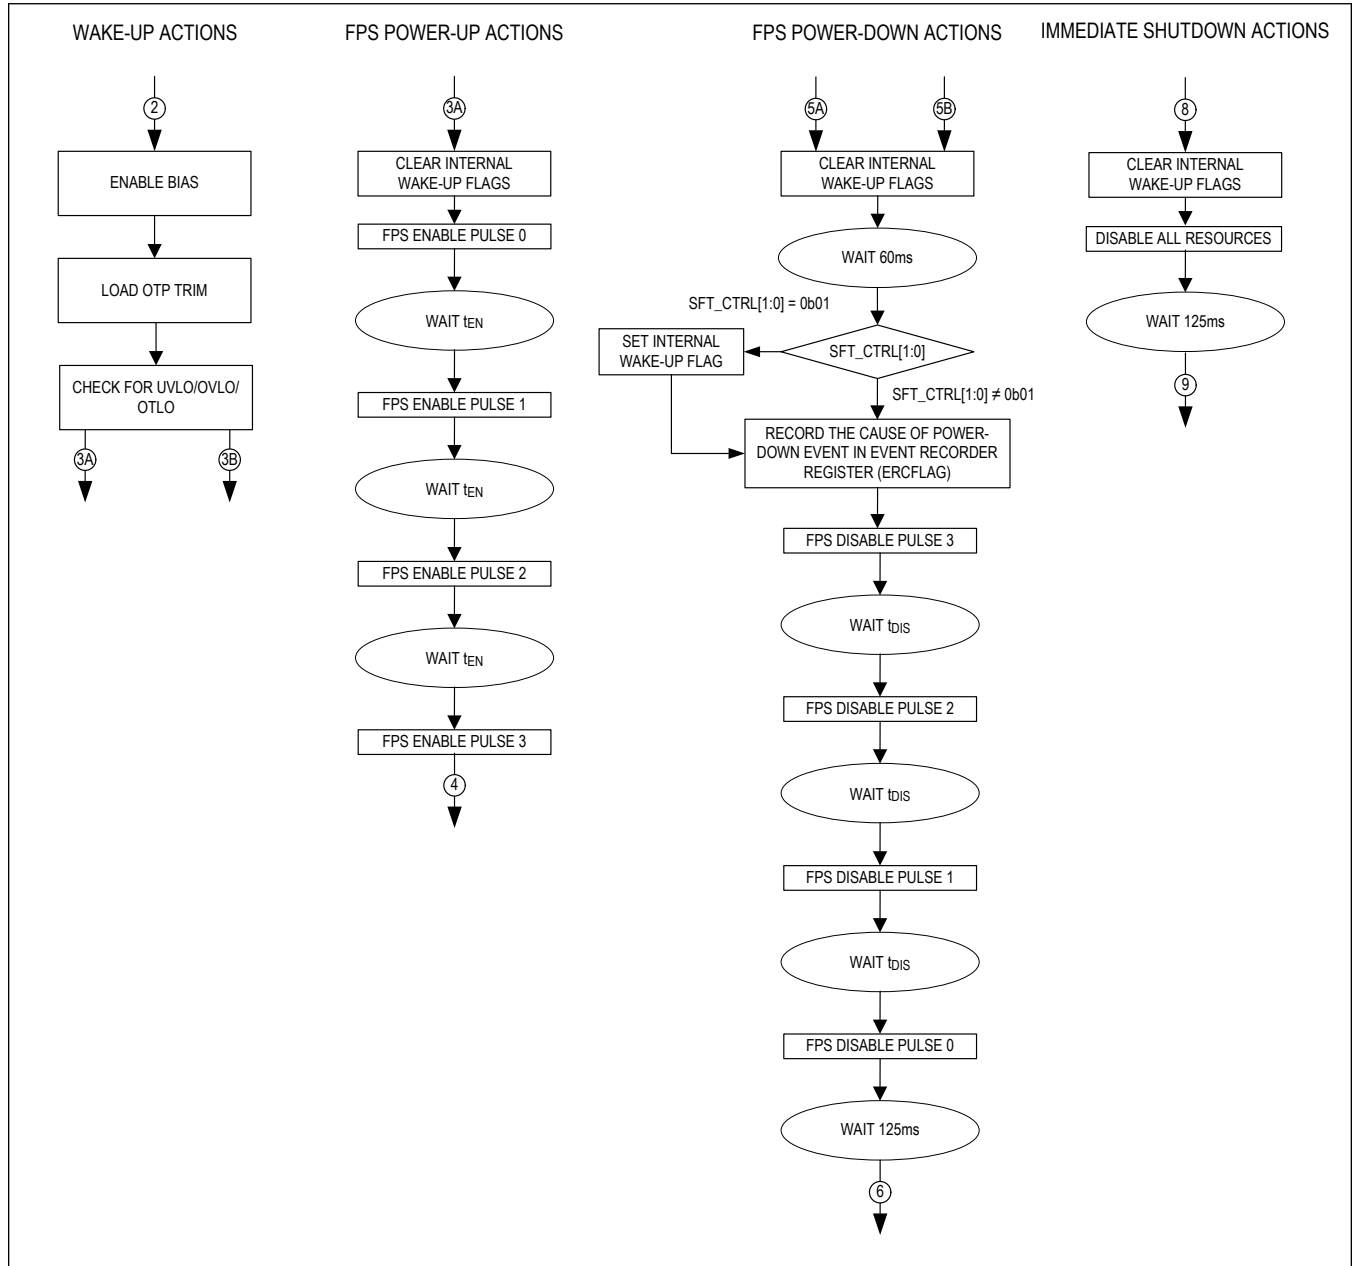 WAKE-UP ACTIONS
2
ENABLE BIAS
LOAD OTP TRIM
CHECK FOR UVLO/OVLO/
OTLO
3A
3B
FPS POWER-UP ACTIONS
3A
CLEAR INTERNAL
WAKE-UP FLAGS
FPS ENABLE PULSE 0
WAIT tEN
FPS ENABLE PULSE 1
WAIT tEN
FPS ENABLE PULSE 2
WAIT tEN
FPS ENABLE PULSE 3
4
FPS POWER-DOWN ACTIONS
5A
5B
CLEAR INTERNAL
WAKE-UP FLAGS
WAIT 60ms
SFT_CTRL[1:0] = 0b01
SFT_CTRL[1:0]
SET INTERNAL
WAKE-UP FLAG
SFT_CTRL[1:0] ≠ 0b01
RECORD THE CAUSE OF POWER-
DOWN EVENT IN EVENT RECORDER
REGISTER (ERCFLAG)
FPS DISABLE PULSE 3
WAIT tDIS
FPS DISABLE PULSE 2
WAIT tDIS
FPS DISABLE PULSE 1
WAIT tDIS
FPS DISABLE PULSE 0
WAIT 125ms
6
IMMEDIATE SHUTDOWN ACTIONS
8
CLEAR INTERNAL
WAKE-UP FLAGS
DISABLE ALL RESOURCES
WAIT 125ms
9